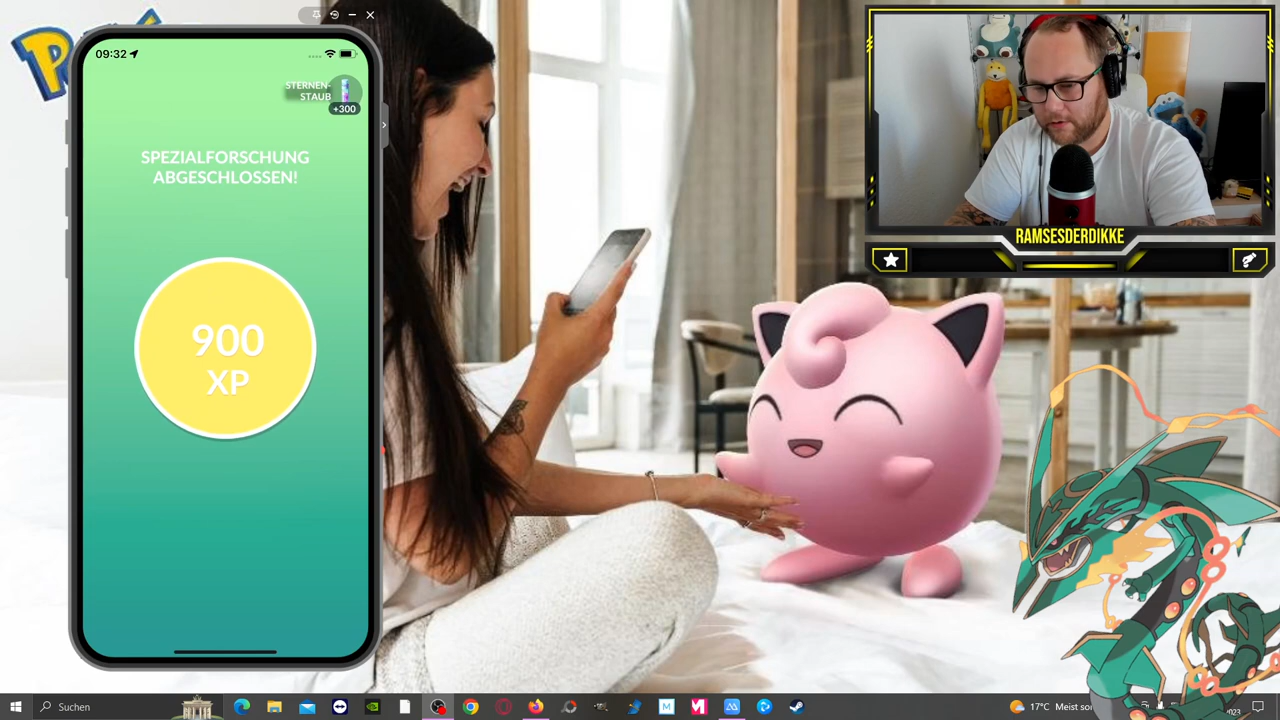 09:32
STERNEN-
STAUB
+300
SPEZIALFORSCHUNG
ABGESCHLOSSEN!
900
XP
RAMSESDERDIKKE
Suchen
17°C